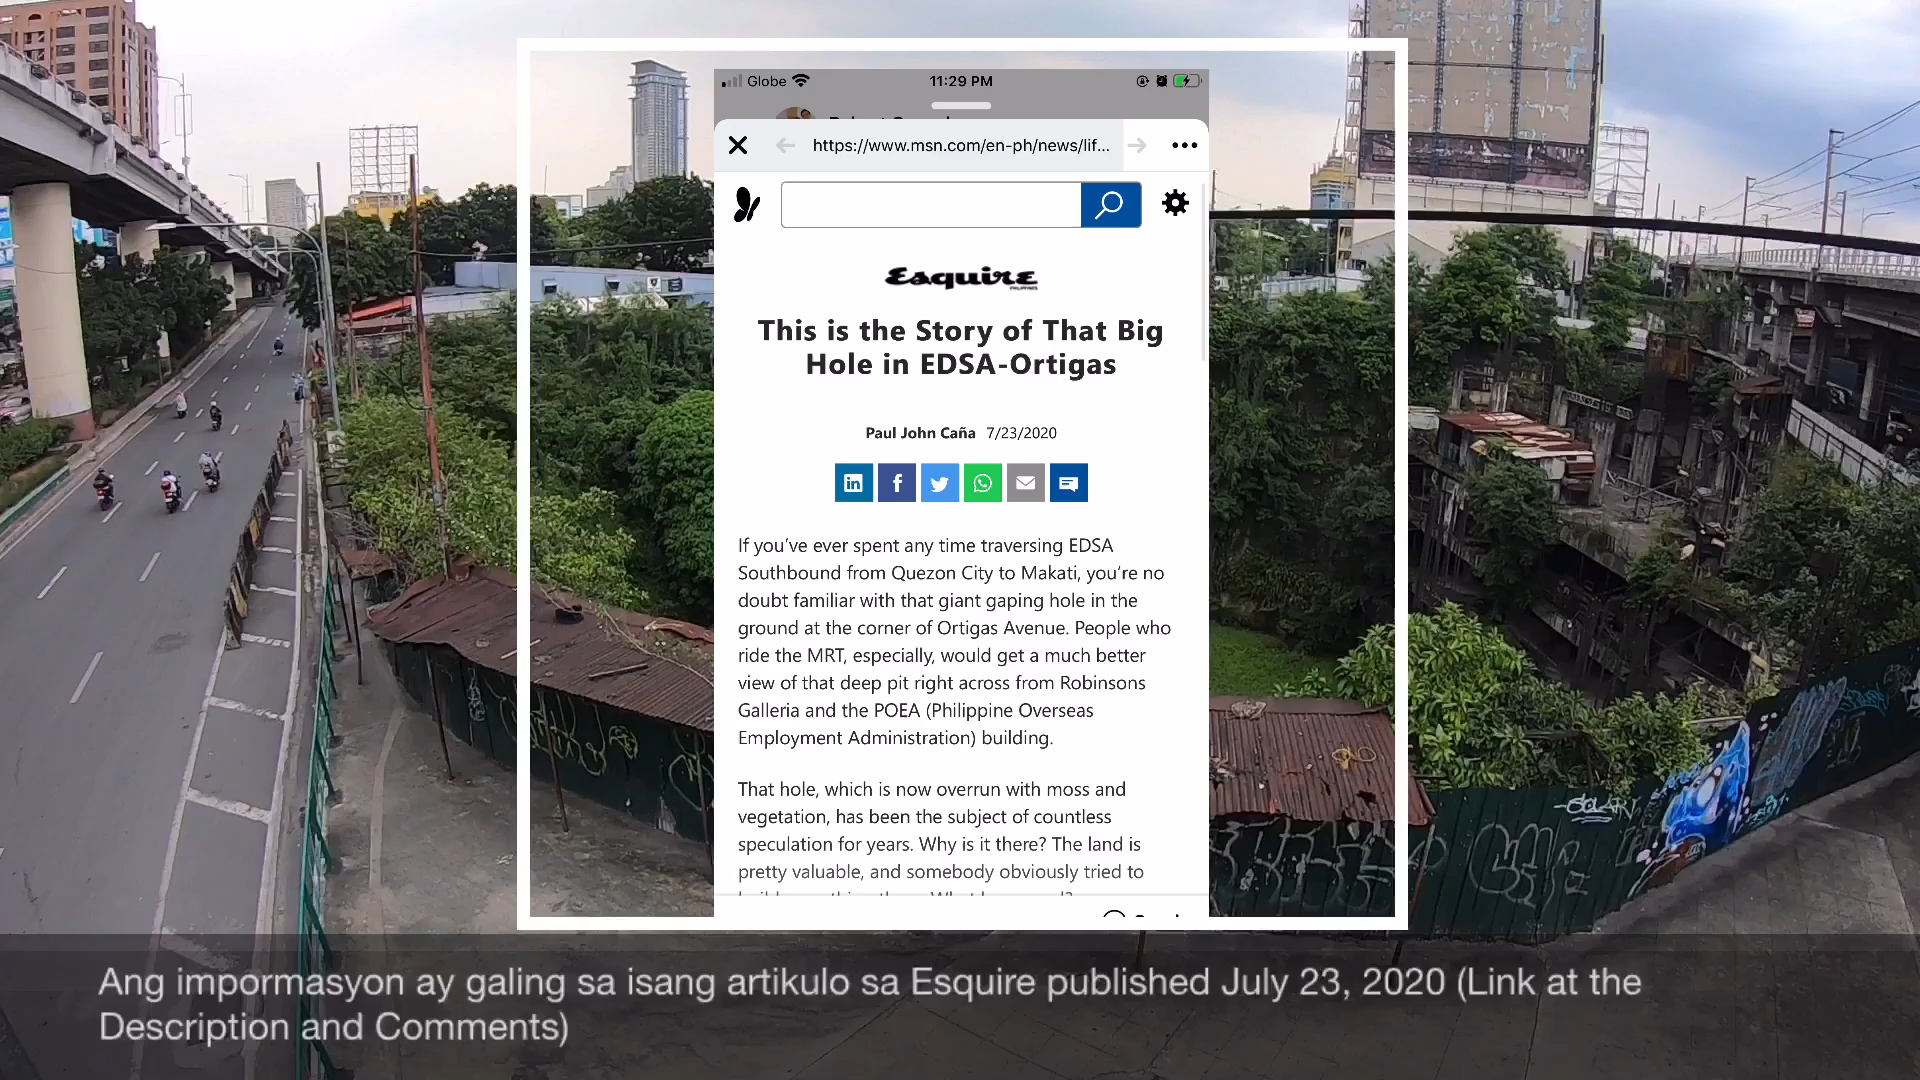 Globe
11:29 PM
https://www.msn.com/en-ph/news/lif...
Esquire
PHILIPPINES
This is the Story of That Big
Hole in EDSA-Ortigas
Paul John Caña 7/23/2020
If you've ever spent any time traversing EDSA
Southbound from Quezon City to Makati, you're no
doubt familiar with that giant gaping hole in the
ground at the corner of Ortigas Avenue. People who
ride the MRT, especially, would get a much better
view of that deep pit right across from Robinsons
Galleria and the POEA (Philippine Overseas
Employment Administration) building.
That hole, which is now overrun with moss and
vegetation, has been the subject of countless
speculation for years. Why is it there? The land is
pretty valuable, and somebody obviously tried to
Ang impormasyon ay galing sa isang artikulo sa Esquire published July 23, 2020 (Link at the
Description and Comments)